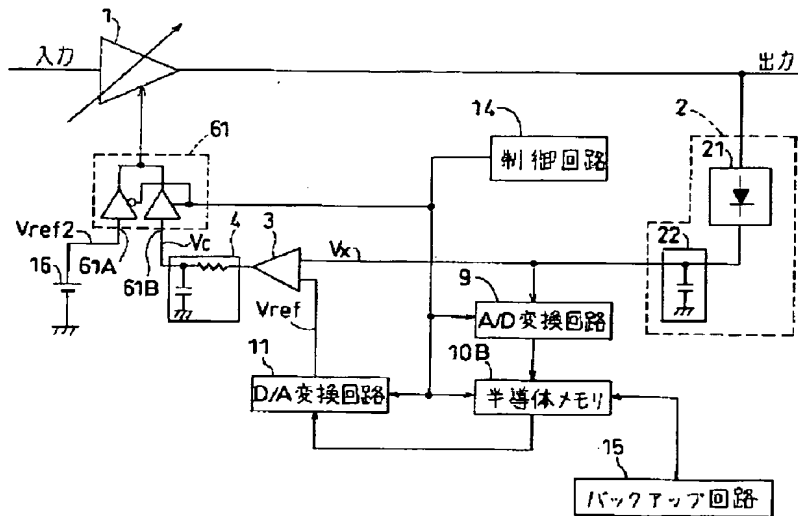 1
入力
出力
61
14
制御回路
2
21
Vref2
16
61A
61B
Vc
4
3
Vx
22
9
A/D変換回路
Vref
11
D/A変換回路
10B
半導体メモリ
15
バックアップ回路